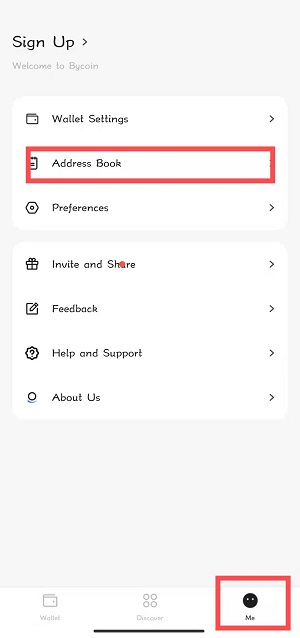 Sign Up
Welcome to Bycoin
Wallet Settings
Address Book
Preferences
Invite and Share
Feedback
Help and Support
About Us
Wallet
Discover
Me